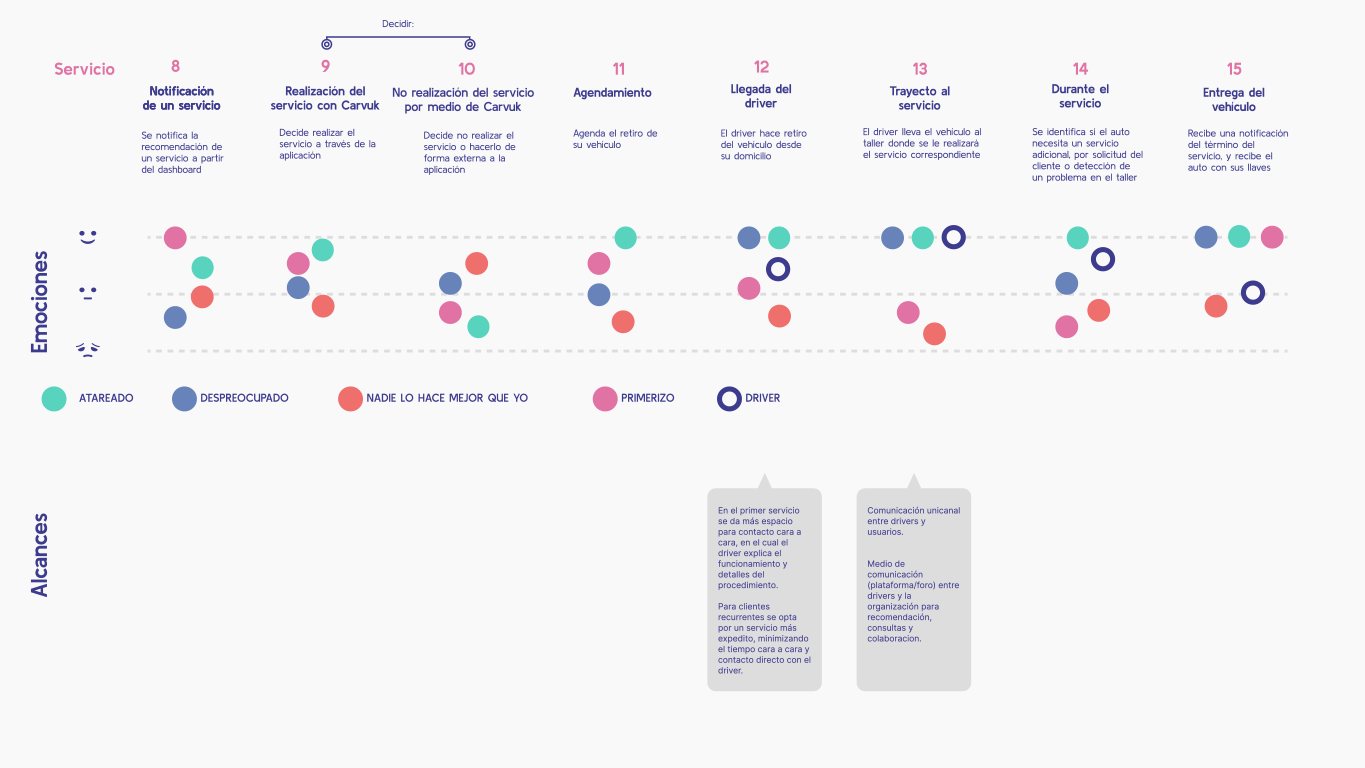 Decidir:
Servicio
8
Notificación
de un servicio
Se notifica la
recomendación de
un servicio a partir
del dashboard
9
Realización del
servicio con Carvuk
Decide realizar el
servicio a través de la
aplicación
10
No realización del servicio
por medio de Carvuk
Decide no realizar el
servicio o hacerlo de
forma externa a la
aplicación
11
Agendamiento
Agenda el retiro de
su vehiculo
12
Llegada del
driver
El driver hace retiro
del vehiculo desde
su domicilio
13
Trayecto al
servicio
El driver lleva el vehiculo al
taller donde se le realizará
el servicio correspondiente
14
Durante el
servicio
Se identifica si el auto
necesita un servicio
adicional, por solicitud del
cliente o detección de
un problema en el taller
15
Entrega del
vehiculo
Recibe una notificación
del término del
servicio, y recibe el
auto con sus llaves
Emociones
ATAREADO
DESPREOCUPADO
NADIE LO HACE MEJOR QUE YO
PRIMERIZO
DRIVER
Alcances
En el primer servicio
se da más espacio
para contacto cara a
cara, en el cual el
driver explica el
funcionamiento y
detalles del
procedimiento.
Para clientes
recurrentes se opta
por un servicio más
expedito, minimizando
el tiempo cara a cara y
contacto directo con el
driver.
Comunicación unicanal
entre drivers y
usuarios.
Medio de
comunicación
(plataforma/foro) entre
drivers y la
organización para
recomendación,
consultas y
colaboracion.